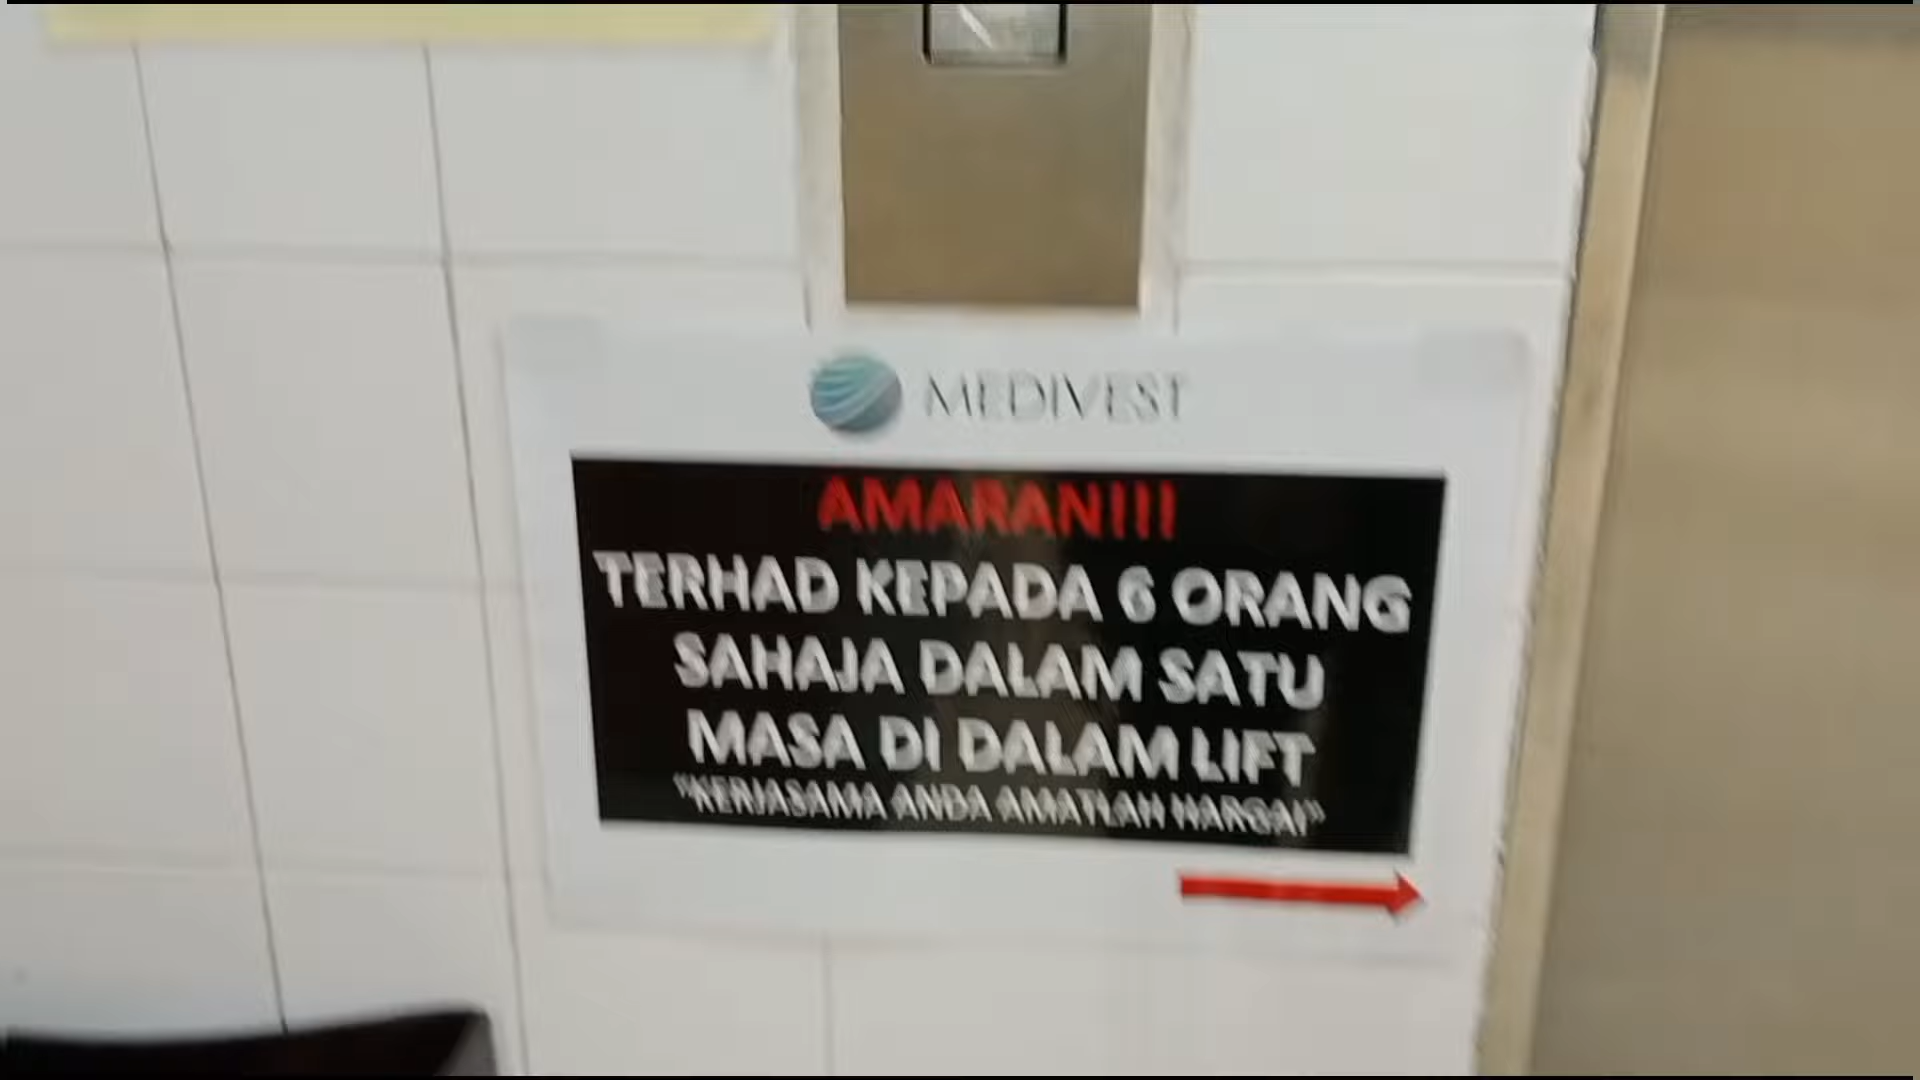 MEDIVEST
AMARAN!!!
TERHAD KEPADA 6 ORANG
SAHAJA DALAM SATU
MASA DI DALAM LIFT
"KERJASAMA ANDA AMATLAH HARGAI"